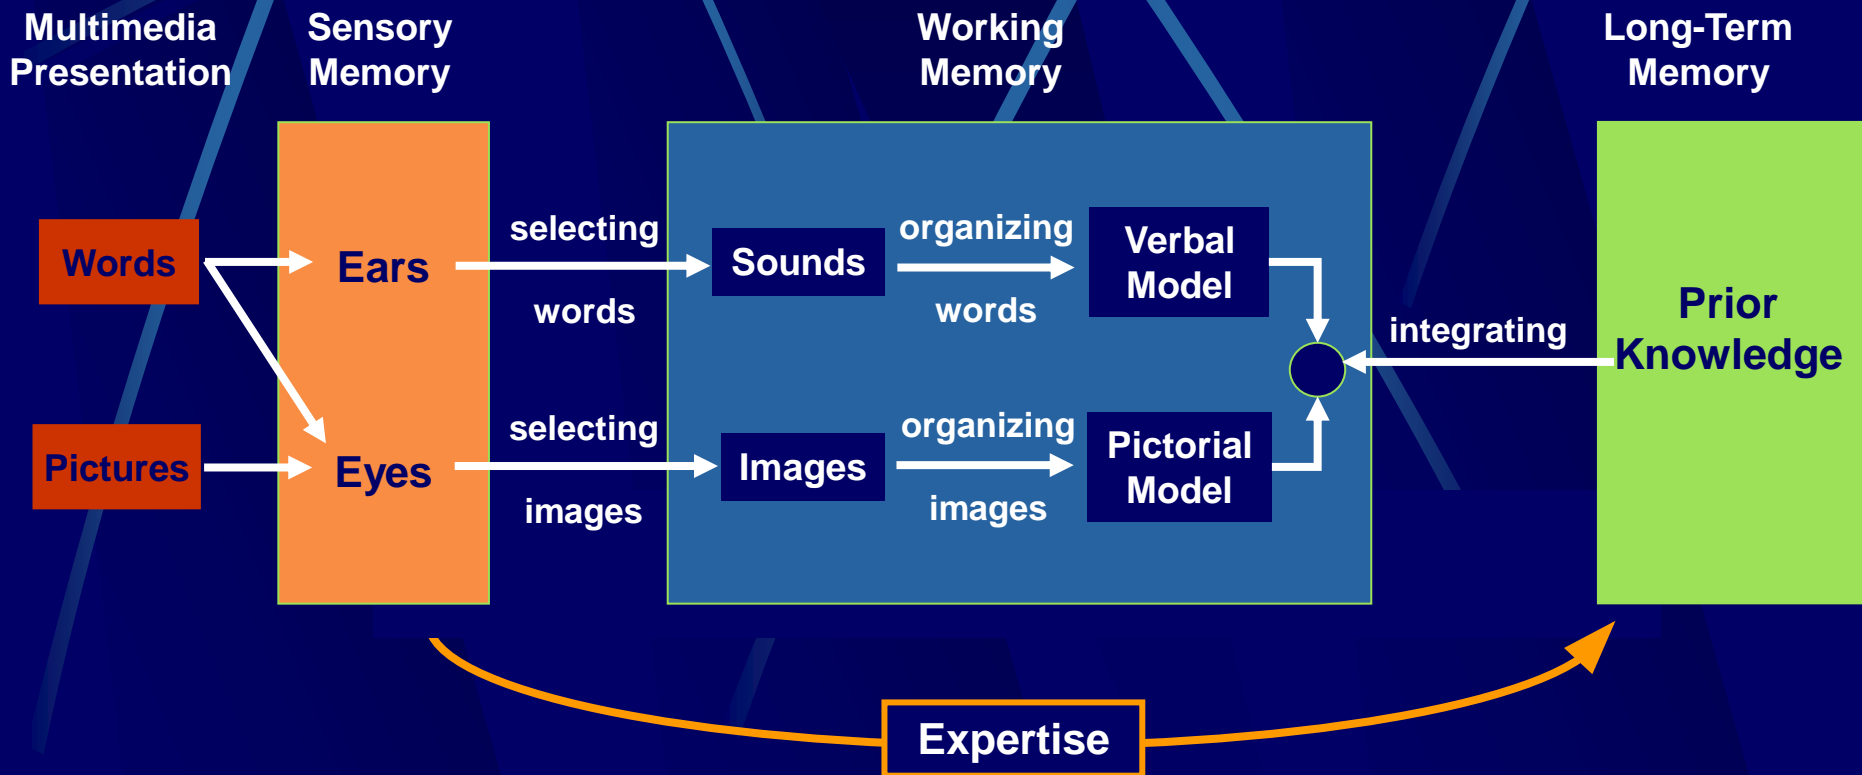 Multimedia
Presentation
Sensory
Memory
Working
Memory
Long-Term
Memory
Words
Pictures
Ears
Eyes
selecting
words
selecting
images
Sounds
Images
organizing
words
organizing
images
Verbal
Model
Pictorial
Model
integrating
Prior
Knowledge
Expertise